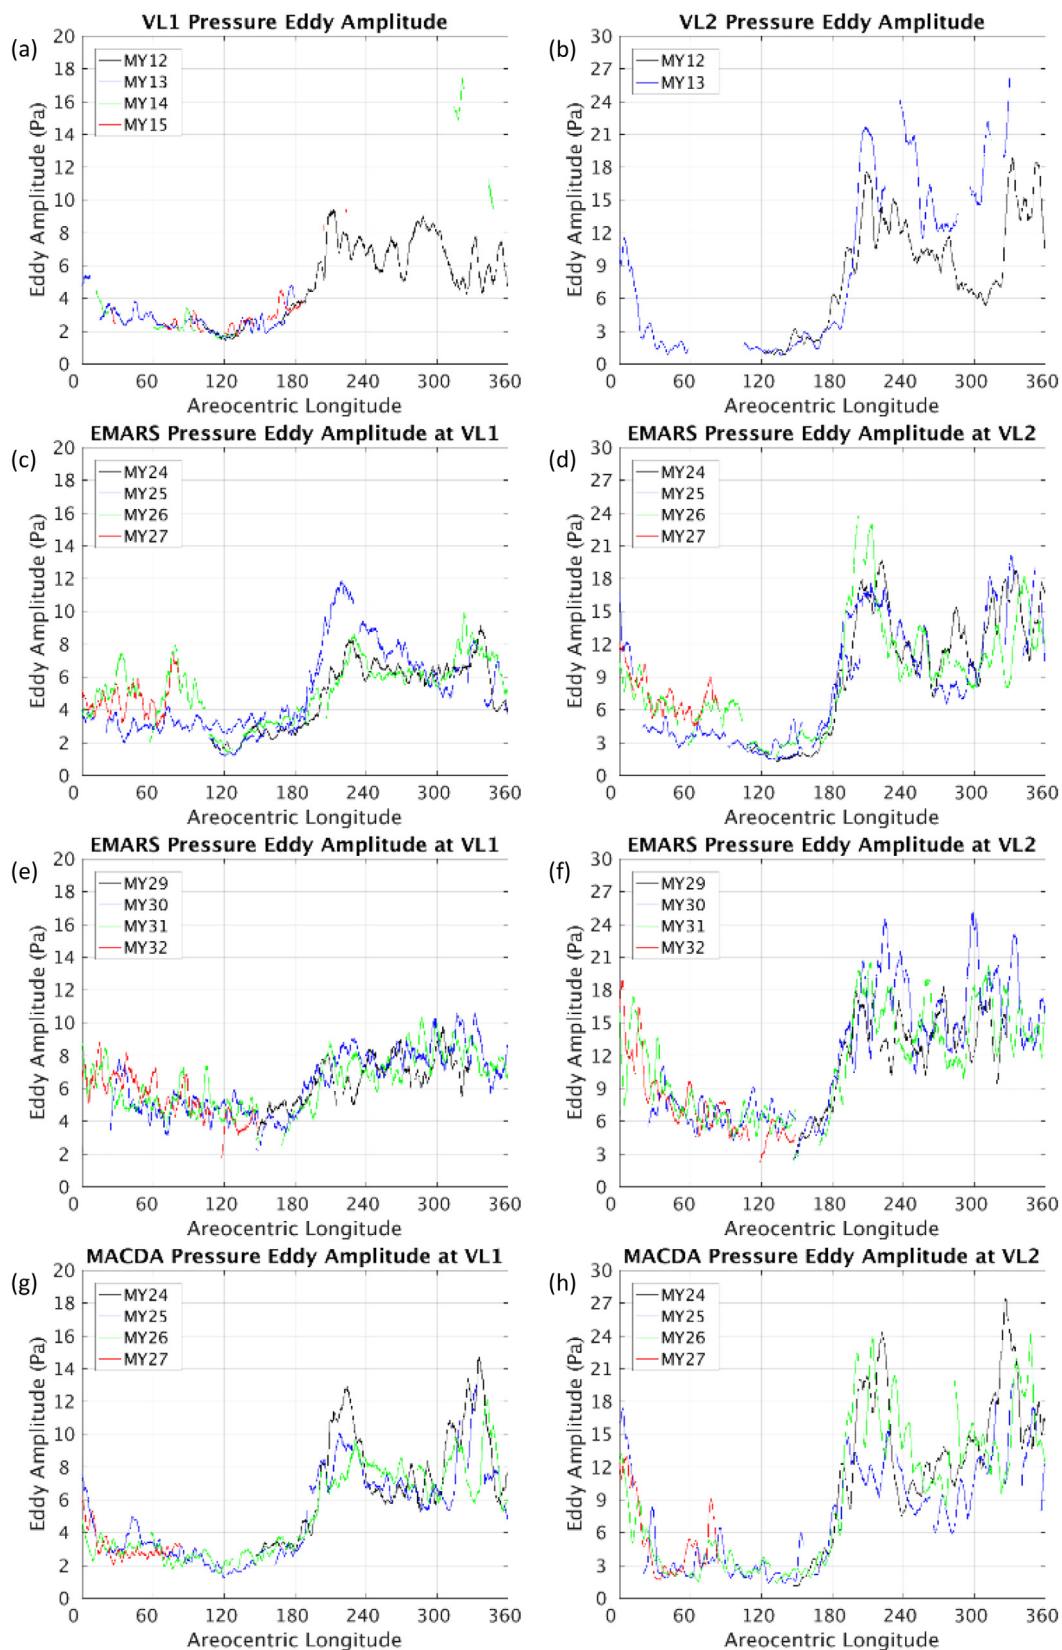 (a)
VL1 Pressure Eddy Amplitude
Eddy Amplitude (Pa)
20
18
16
14
12
10
8
6
4
2
0
MY12
MY13
MY14
MY15
0 60 120 180 240 300 360
Areocentric Longitude
(b)
VL2 Pressure Eddy Amplitude
Eddy Amplitude (Pa)
30
27
24
21
18
15
12
9
6
3
0
MY12
MY13
0 60 120 180 240 300 360
Areocentric Longitude
(c)
EMARS Pressure Eddy Amplitude at VL1
Eddy Amplitude (Pa)
20
18
16
14
12
10
8
6
4
2
0
MY24
MY25
MY26
MY27
0 60 120 180 240 300 360
Areocentric Longitude
(d)
EMARS Pressure Eddy Amplitude at VL2
Eddy Amplitude (Pa)
30
27
24
21
18
15
12
9
6
3
0
MY24
MY25
MY26
MY27
0 60 120 180 240 300 360
Areocentric Longitude
(e)
EMARS Pressure Eddy Amplitude at VL1
Eddy Amplitude (Pa)
20
18
16
14
12
10
8
6
4
2
0
MY29
MY30
MY31
MY32
0 60 120 180 240 300 360
Areocentric Longitude
(f)
EMARS Pressure Eddy Amplitude at VL2
Eddy Amplitude (Pa)
30
27
24
21
18
15
12
9
6
3
0
MY29
MY30
MY31
MY32
0 60 120 180 240 300 360
Areocentric Longitude
(g)
MACDA Pressure Eddy Amplitude at VL1
Eddy Amplitude (Pa)
20
18
16
14
12
10
8
6
4
2
0
MY24
MY25
MY26
MY27
0 60 120 180 240 300 360
Areocentric Longitude
(h)
MACDA Pressure Eddy Amplitude at VL2
Eddy Amplitude (Pa)
30
27
24
21
18
15
12
9
6
3
0
MY24
MY25
MY26
MY27
0 60 120 180 240 300 360
Areocentric Longitude